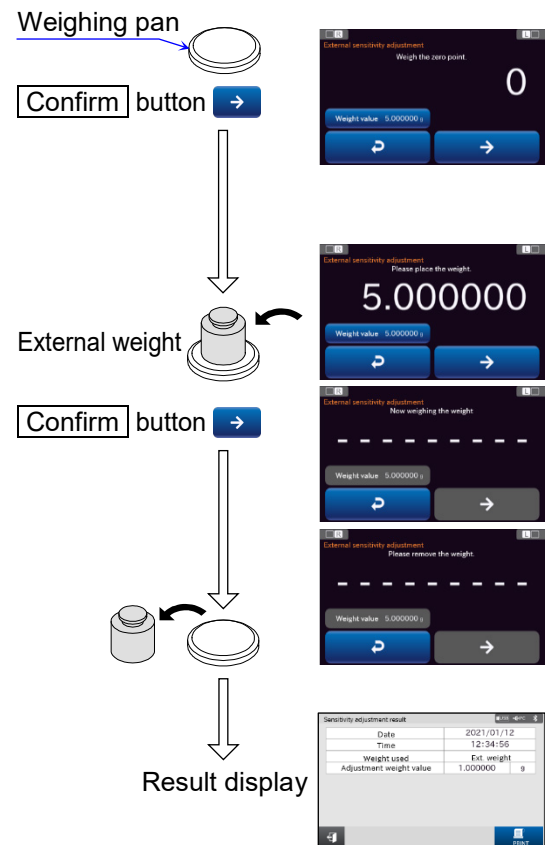 Weighing pan
Confirm button
R L
External sensitivity adjustment
Weigh the zero point.
0
Weight value 5.000000 g
R L
External sensitivity adjustment
Please place the weight.
5.000000
Weight value 5.000000 g
External weight
Confirm button
R L
External sensitivity adjustment
Now weighing the weight
- - - - - - - - -
Weight value 5.000000 g
R L
External sensitivity adjustment
Please remove the weight.
- - - - - - - - -
Weight value 5.000000 g
Result display
Sensitivity adjustment result USB PC
Date 2021/01/12
Time 12:34:56
Weight used Ext. weight
Adjustment weight value 1.000000 g
PRINT